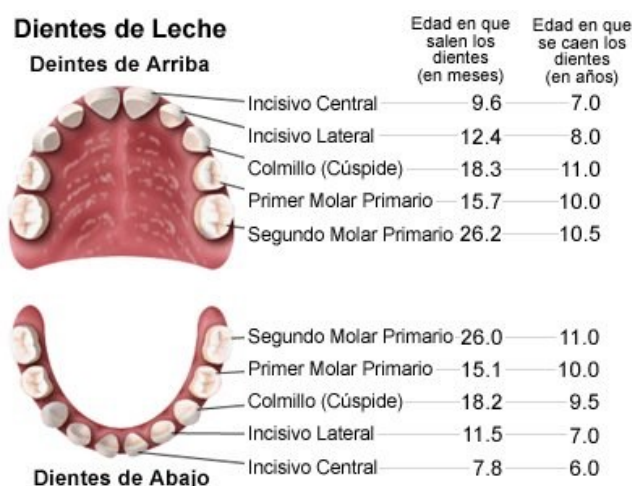 Dientes de Leche
Deintes de Arriba
Edad en que salen los dientes (en meses)
Edad en que se caen los dientes (en años)
Incisivo Central 9.6 7.0
Incisivo Lateral 12.4 8.0
Colmillo (Cúspide) 18.3 11.0
Primer Molar Primario 15.7 10.0
Segundo Molar Primario 26.2 10.5
Segundo Molar Primario 26.0 11.0
Primer Molar Primario 15.1 10.0
Colmillo (Cúspide) 18.2 9.5
Incisivo Lateral 11.5 7.0
Incisivo Central 7.8 6.0
Dientes de Abajo